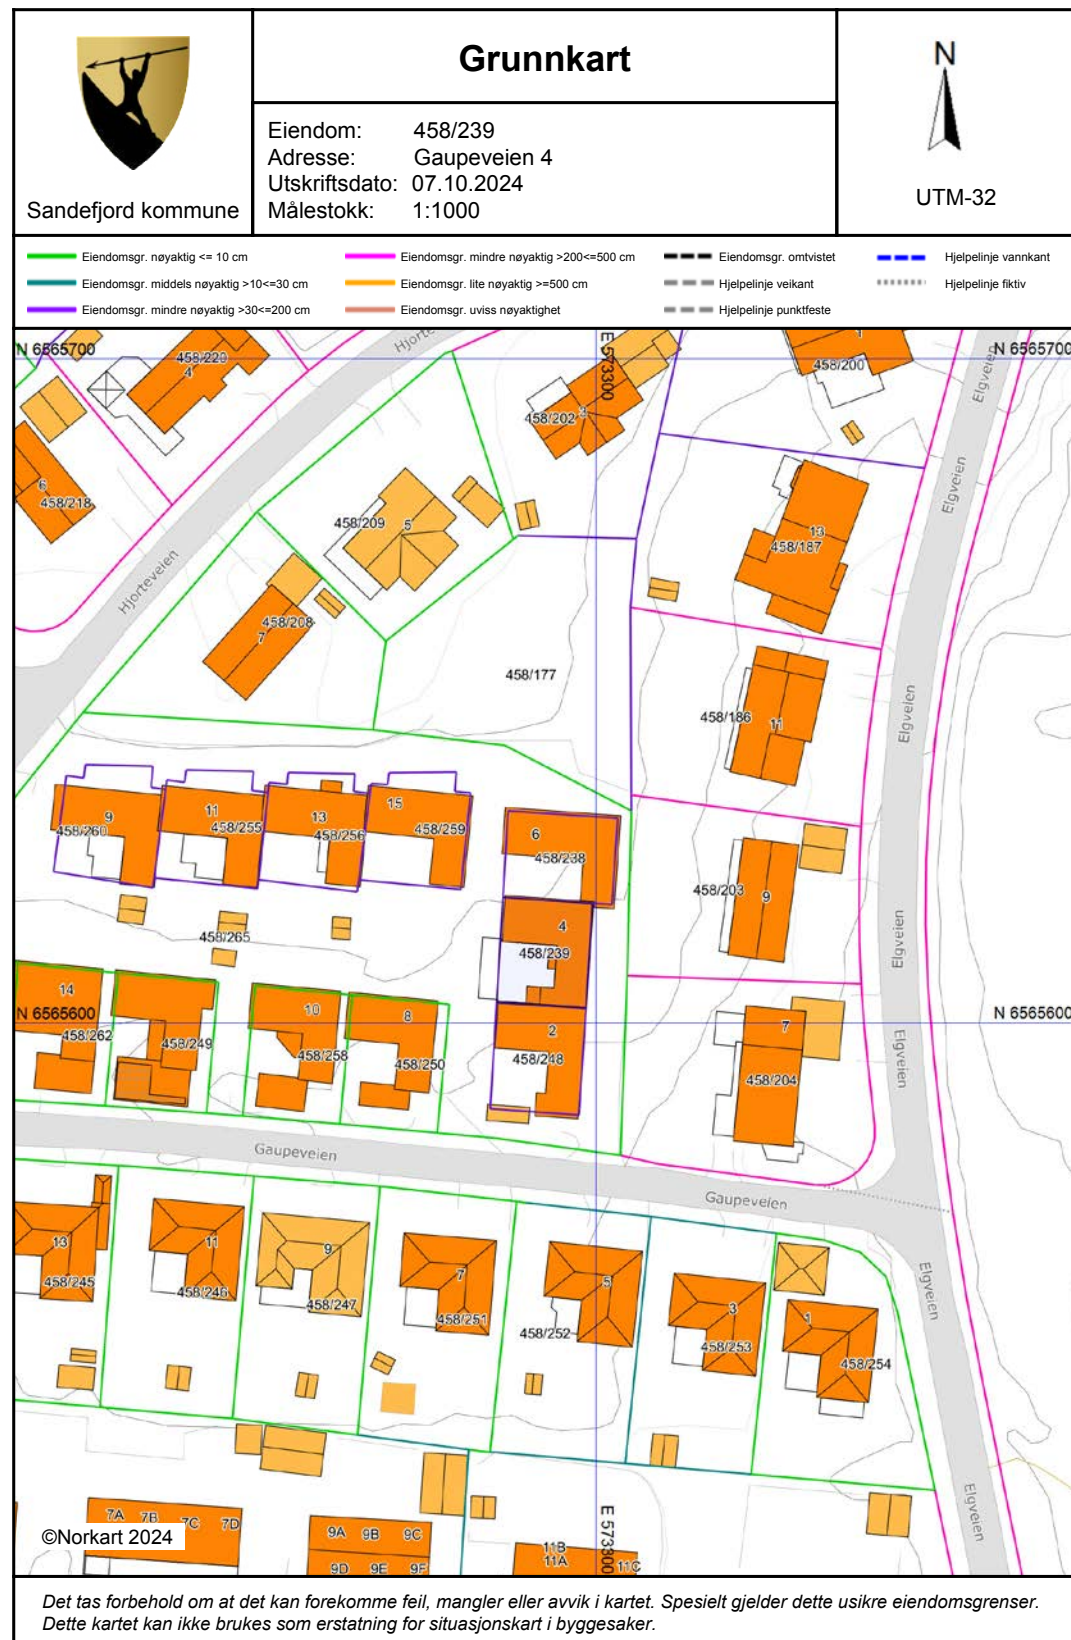 Grunnkart
Eiendom: 458/239
Adresse: Gaupeveien 4
Utskriftsdato: 07.10.2024
Målestokk: 1:1000
Sandefjord kommune
N
UTM-32
Eiendomsgr. nøyaktig <= 10 cm
Eiendomsgr. middels nøyaktig >10<=30 cm
Eiendomsgr. mindre nøyaktig >30<=200 cm
Eiendomsgr. mindre nøyaktig >200<=500 cm
Eiendomsgr. lite nøyaktig >=500 cm
Eiendomsgr. uviss nøyaktighet
Eiendomsgr. omtvistet
Hjelpelinje veikant
Hjelpelinje punktfeste
Hjelpelinje vannkant
Hjelpelinje fiktiv
N 6565700
458/220
4
E 573300
458/200
N 6565700
Elgveien
458/202
3
6
458/218
458/209
5
13
458/187
Elgveien
Hjorteveien
458/208
7
458/177
458/186
11
Elgveien
9
458/260
11
458/255
13
458/256
15
458/259
6
458/238
458/203
9
4
458/239
458/265
Elgveien
14
N 6565600
458/262
458/249
10
458/258
8
458/250
2
458/248
7
458/204
N 6565600
Elgveien
Gaupeveien
Gaupeveien
13
458/245
11
458/246
9
458/247
7
458/251
5
458/252
3
458/253
1
458/254
Elgveien
Elgveien
7A 7B 7C 7D
9A 9B 9C
9D 9E 9F
E 573300
11B
11A
11C
©Norkart 2024
Det tas forbehold om at det kan forekomme feil, mangler eller avvik i kartet. Spesielt gjelder dette usikre eiendomsgrenser.
Dette kartet kan ikke brukes som erstatning for situasjonskart i byggesaker.